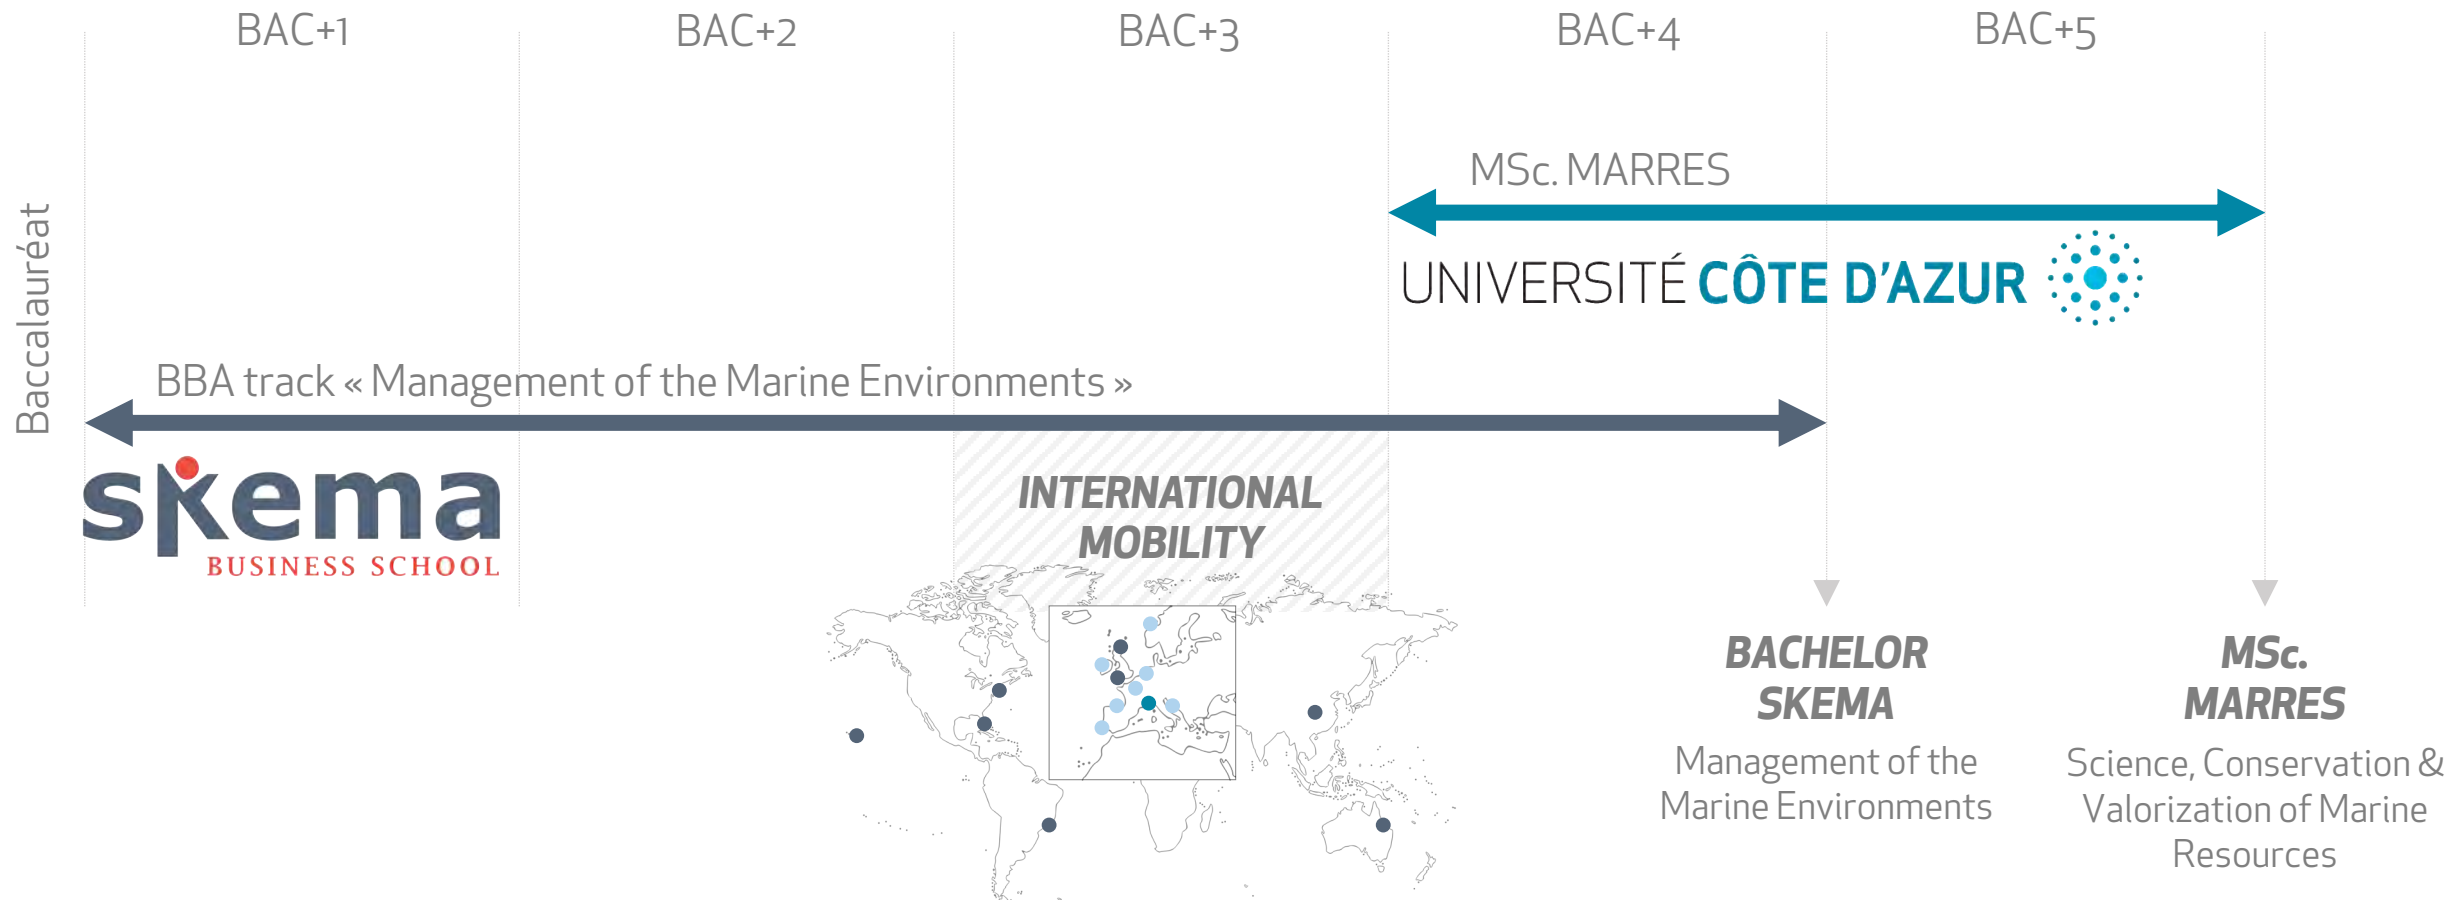 BAC+1
BAC+2
BAC+3
BAC+4
BAC+5
Baccalauréat
MSc. MARRES
UNIVERSITÉ CÔTE D'AZUR
BBA track « Management of the Marine Environments »
skema
BUSINESS SCHOOL
INTERNATIONAL
MOBILITY
BACHELOR
SKEMA
Management of the
Marine Environments
MSc.
MARRES
Science, Conservation &
Valorization of Marine
Resources